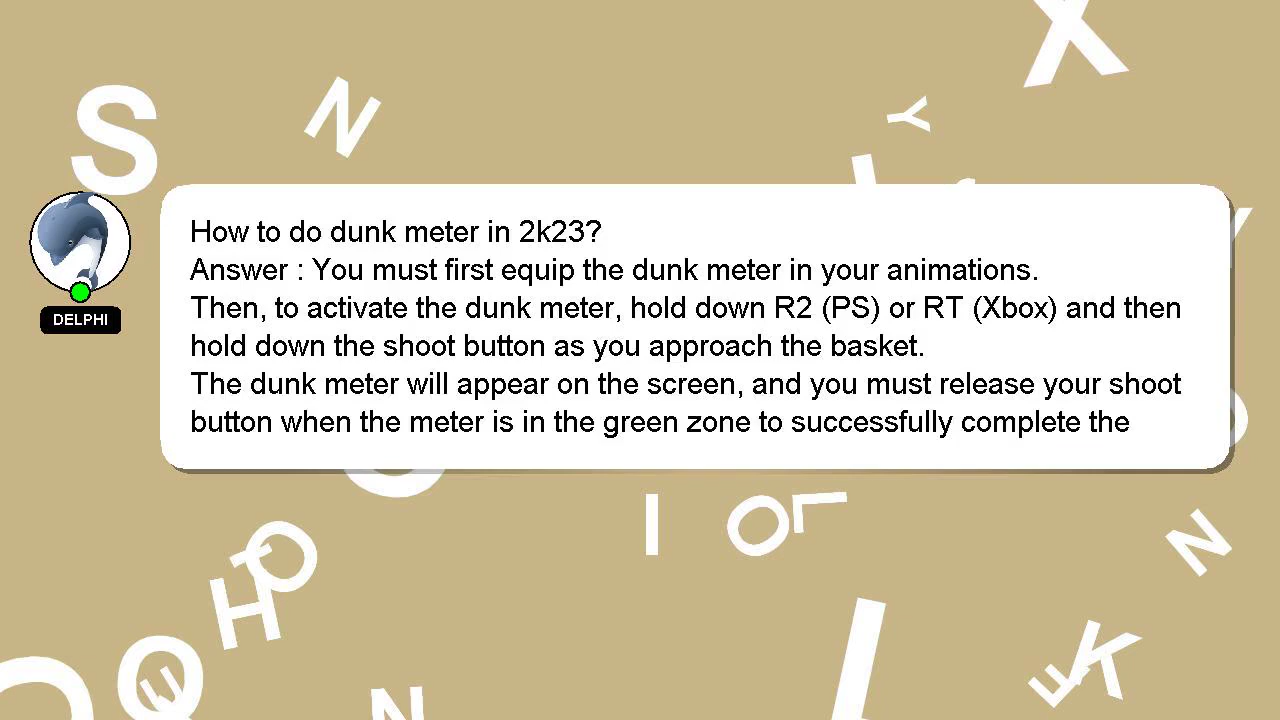 How to do dunk meter in 2k23?
Answer : You must first equip the dunk meter in your animations.
Then, to activate the dunk meter, hold down R2 (PS) or RT (Xbox) and then
hold down the shoot button as you approach the basket.
The dunk meter will appear on the screen, and you must release your shoot
button when the meter is in the green zone to successfully complete the
DELPHI
S
N
X
Y
I
O
L
N
O
H
T
O
E
N
I
K
E